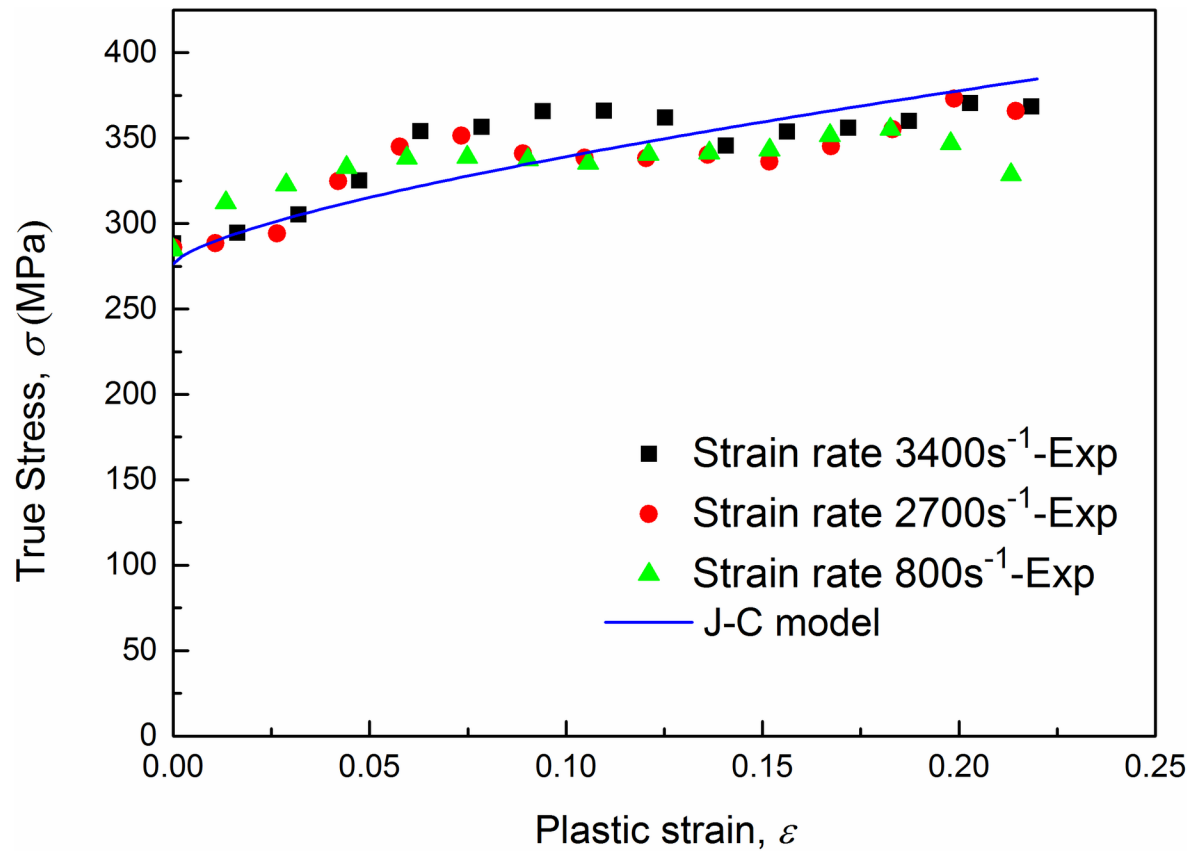 400
350
300
250
200
150
100
50
0
0.00 0.05 0.10 0.15 0.20 0.25
True Stress, σ (MPa)
Plastic strain, ε
Strain rate 3400s⁻¹-Exp
Strain rate 2700s⁻¹-Exp
Strain rate 800s⁻¹-Exp
J-C model